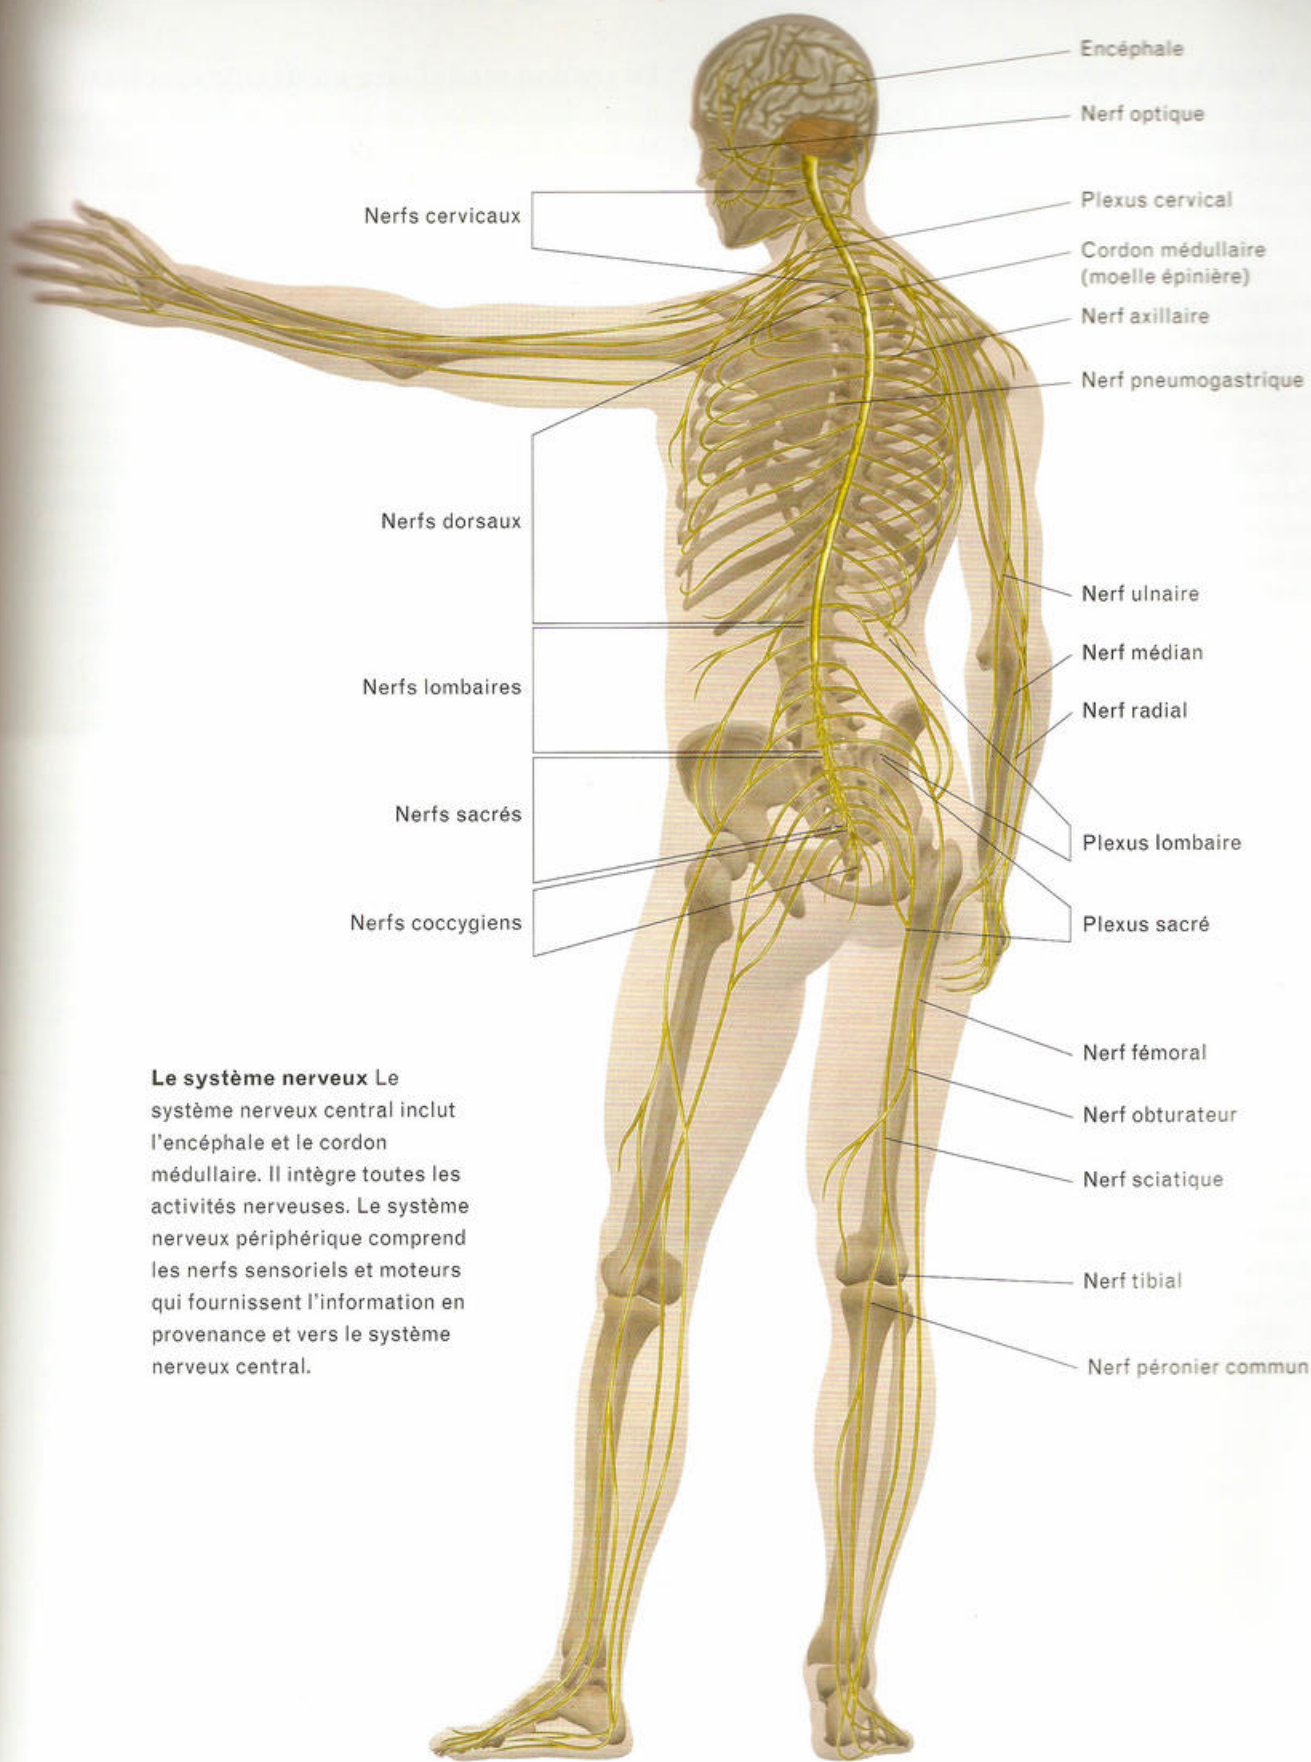 Encéphale
Nerf optique
Nerfs cervicaux
Plexus cervical
Cordon médullaire
(moelle épinière)
Nerf axillaire
Nerf pneumogastrique
Nerfs dorsaux
Nerf ulnaire
Nerf médian
Nerfs lombaires
Nerf radial
Nerfs sacrés
Plexus lombaire
Nerfs coccygiens
Plexus sacré
Nerf fémoral
Nerf obturateur
Nerf sciatique
Nerf tibial
Nerf péronier commun
Le système nerveux Le
système nerveux central inclut
l'encéphale et le cordon
médullaire. Il intègre toutes les
activités nerveuses. Le système
nerveux périphérique comprend
les nerfs sensoriels et moteurs
qui fournissent l'information en
provenance et vers le système
nerveux central.